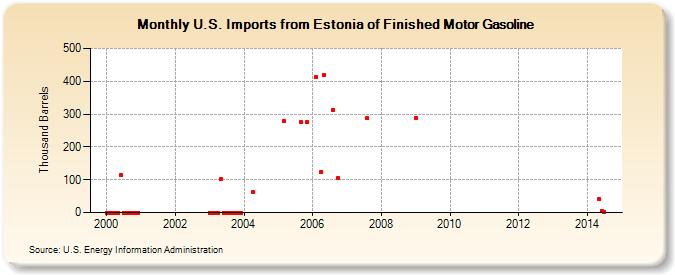 Monthly U.S. Imports from Estonia of Finished Motor Gasoline
Thousand Barrels
500
400
300
200
100
0
2000 2002 2004 2006 2008 2010 2012 2014
Source: U.S. Energy Information Administration